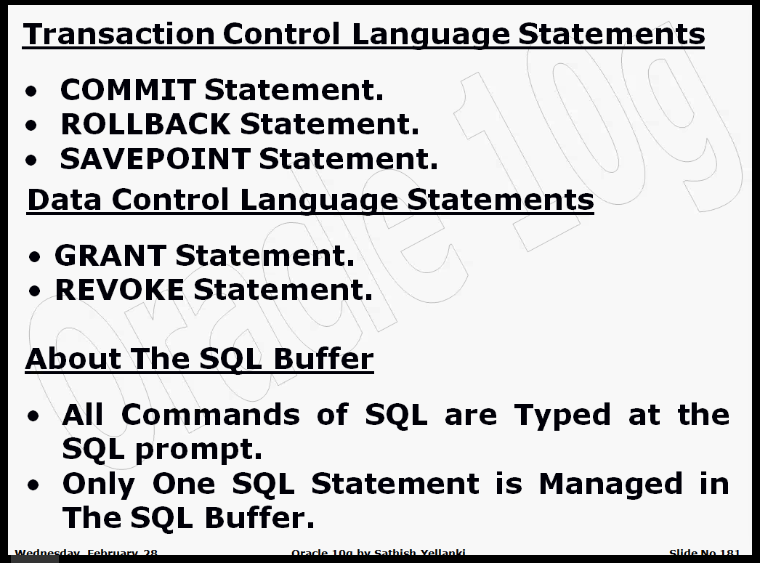 Transaction Control Language Statements
• COMMIT Statement.
• ROLLBACK Statement.
• SAVEPOINT Statement.
Data Control Language Statements
• GRANT Statement.
• REVOKE Statement.
About The SQL Buffer
• All Commands of SQL are Typed at the
SQL prompt.
• Only One SQL Statement is Managed in
The SQL Buffer.
Oracle 10g
Wednesday, February 28 Oracle 10g by Sathish Yellanki Slide No 181